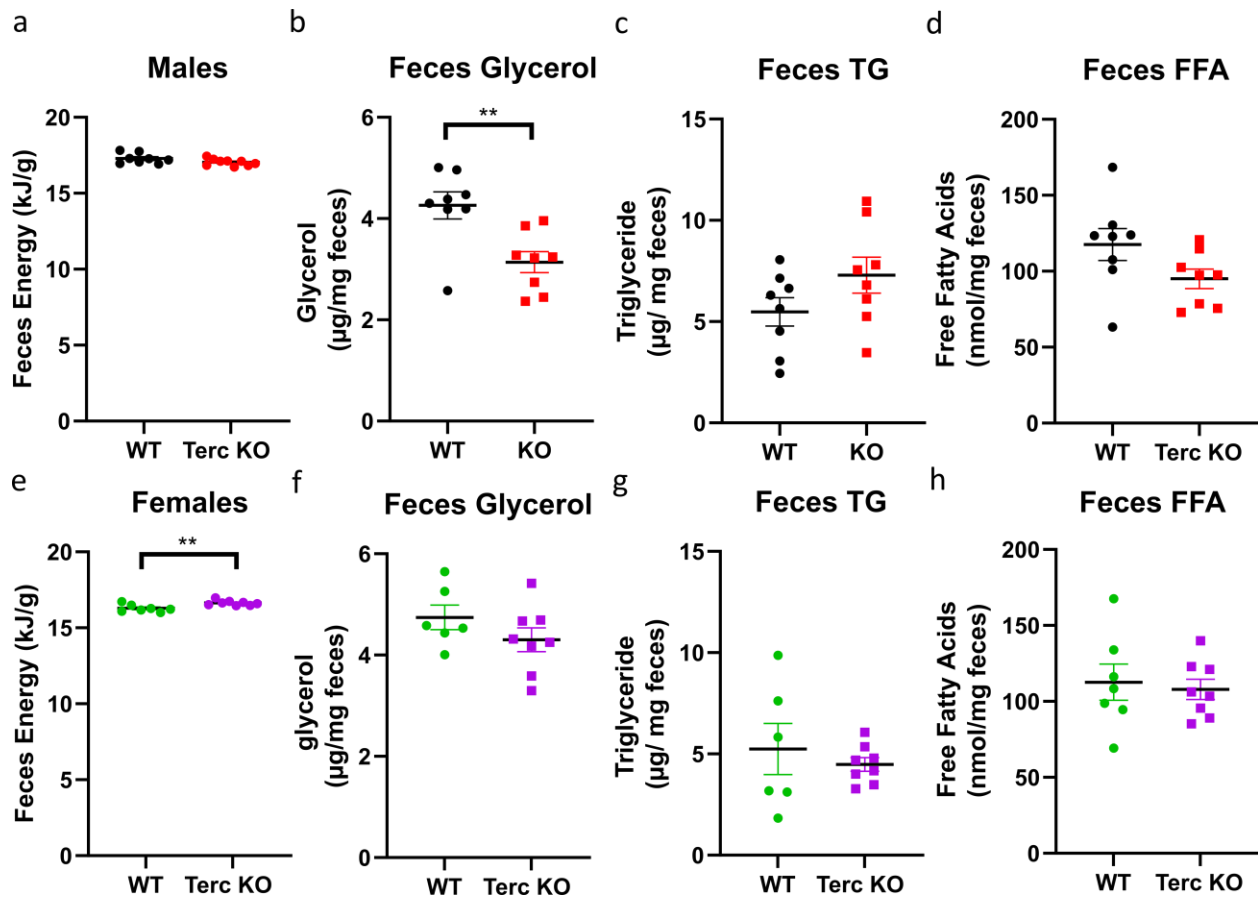 a
Males
Feces Energy (kJ/g)
20
15
10
5
0
WT
Terc KO
b
Feces Glycerol
**
Glycerol
(µg/mg feces)
6
4
2
0
WT
KO
c
Feces TG
Triglyceride
(µg/ mg feces)
15
10
5
0
WT
KO
d
Feces FFA
Free Fatty Acids
(nmol/mg feces)
200
150
100
50
0
WT
Terc KO
e
Females
**
Feces Energy (kJ/g)
20
15
10
5
0
WT
Terc KO
f
Feces Glycerol
glycerol
(µg/mg feces)
6
4
2
0
WT
Terc KO
g
Feces TG
Triglyceride
(µg/ mg feces)
15
10
5
0
WT
Terc KO
h
Feces FFA
Free Fatty Acids
(nmol/mg feces)
200
150
100
50
0
WT
Terc KO